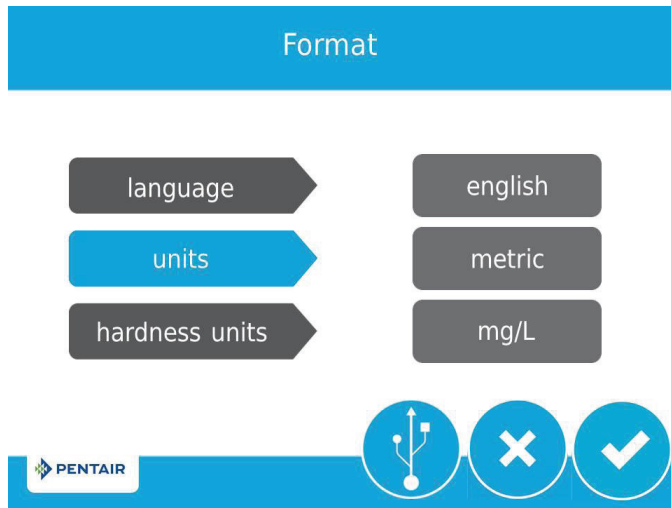 Format
language
english
units
metric
hardness units
mg/L
PENTAIR